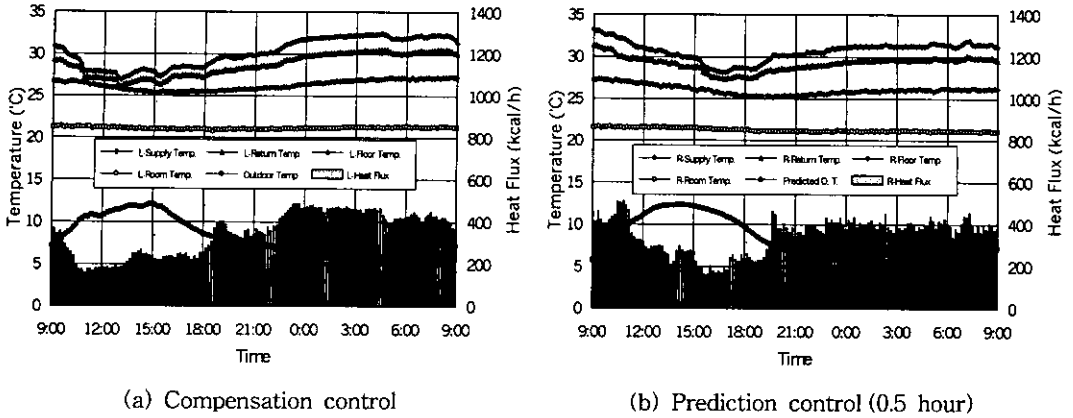 Temperature (°C)
35
30
25
20
15
10
5
0
L-Supply Temp.
L-Return Temp.
L-Floor Temp.
L-Room Temp.
Outdoor Temp
L-Heat Flux
1400
1200
1000
800
600
400
200
0
Heat Flux (kcal/h)
9:00 12:00 15:00 18:00 21:00 0:00 3:00 6:00 9:00
Time
(a) Compensation control
Temperature (°C)
35
30
25
20
15
10
5
0
R-Supply Temp.
R-Return Temp.
R-Floor Temp.
R-Room Temp.
Predicted O. T.
R-Heat Flux
1400
1200
1000
800
600
400
200
0
Heat Flux (kcal/h)
9:00 12:00 15:00 18:00 21:00 0:00 3:00 6:00 9:00
Time
(b) Prediction control (0.5 hour)